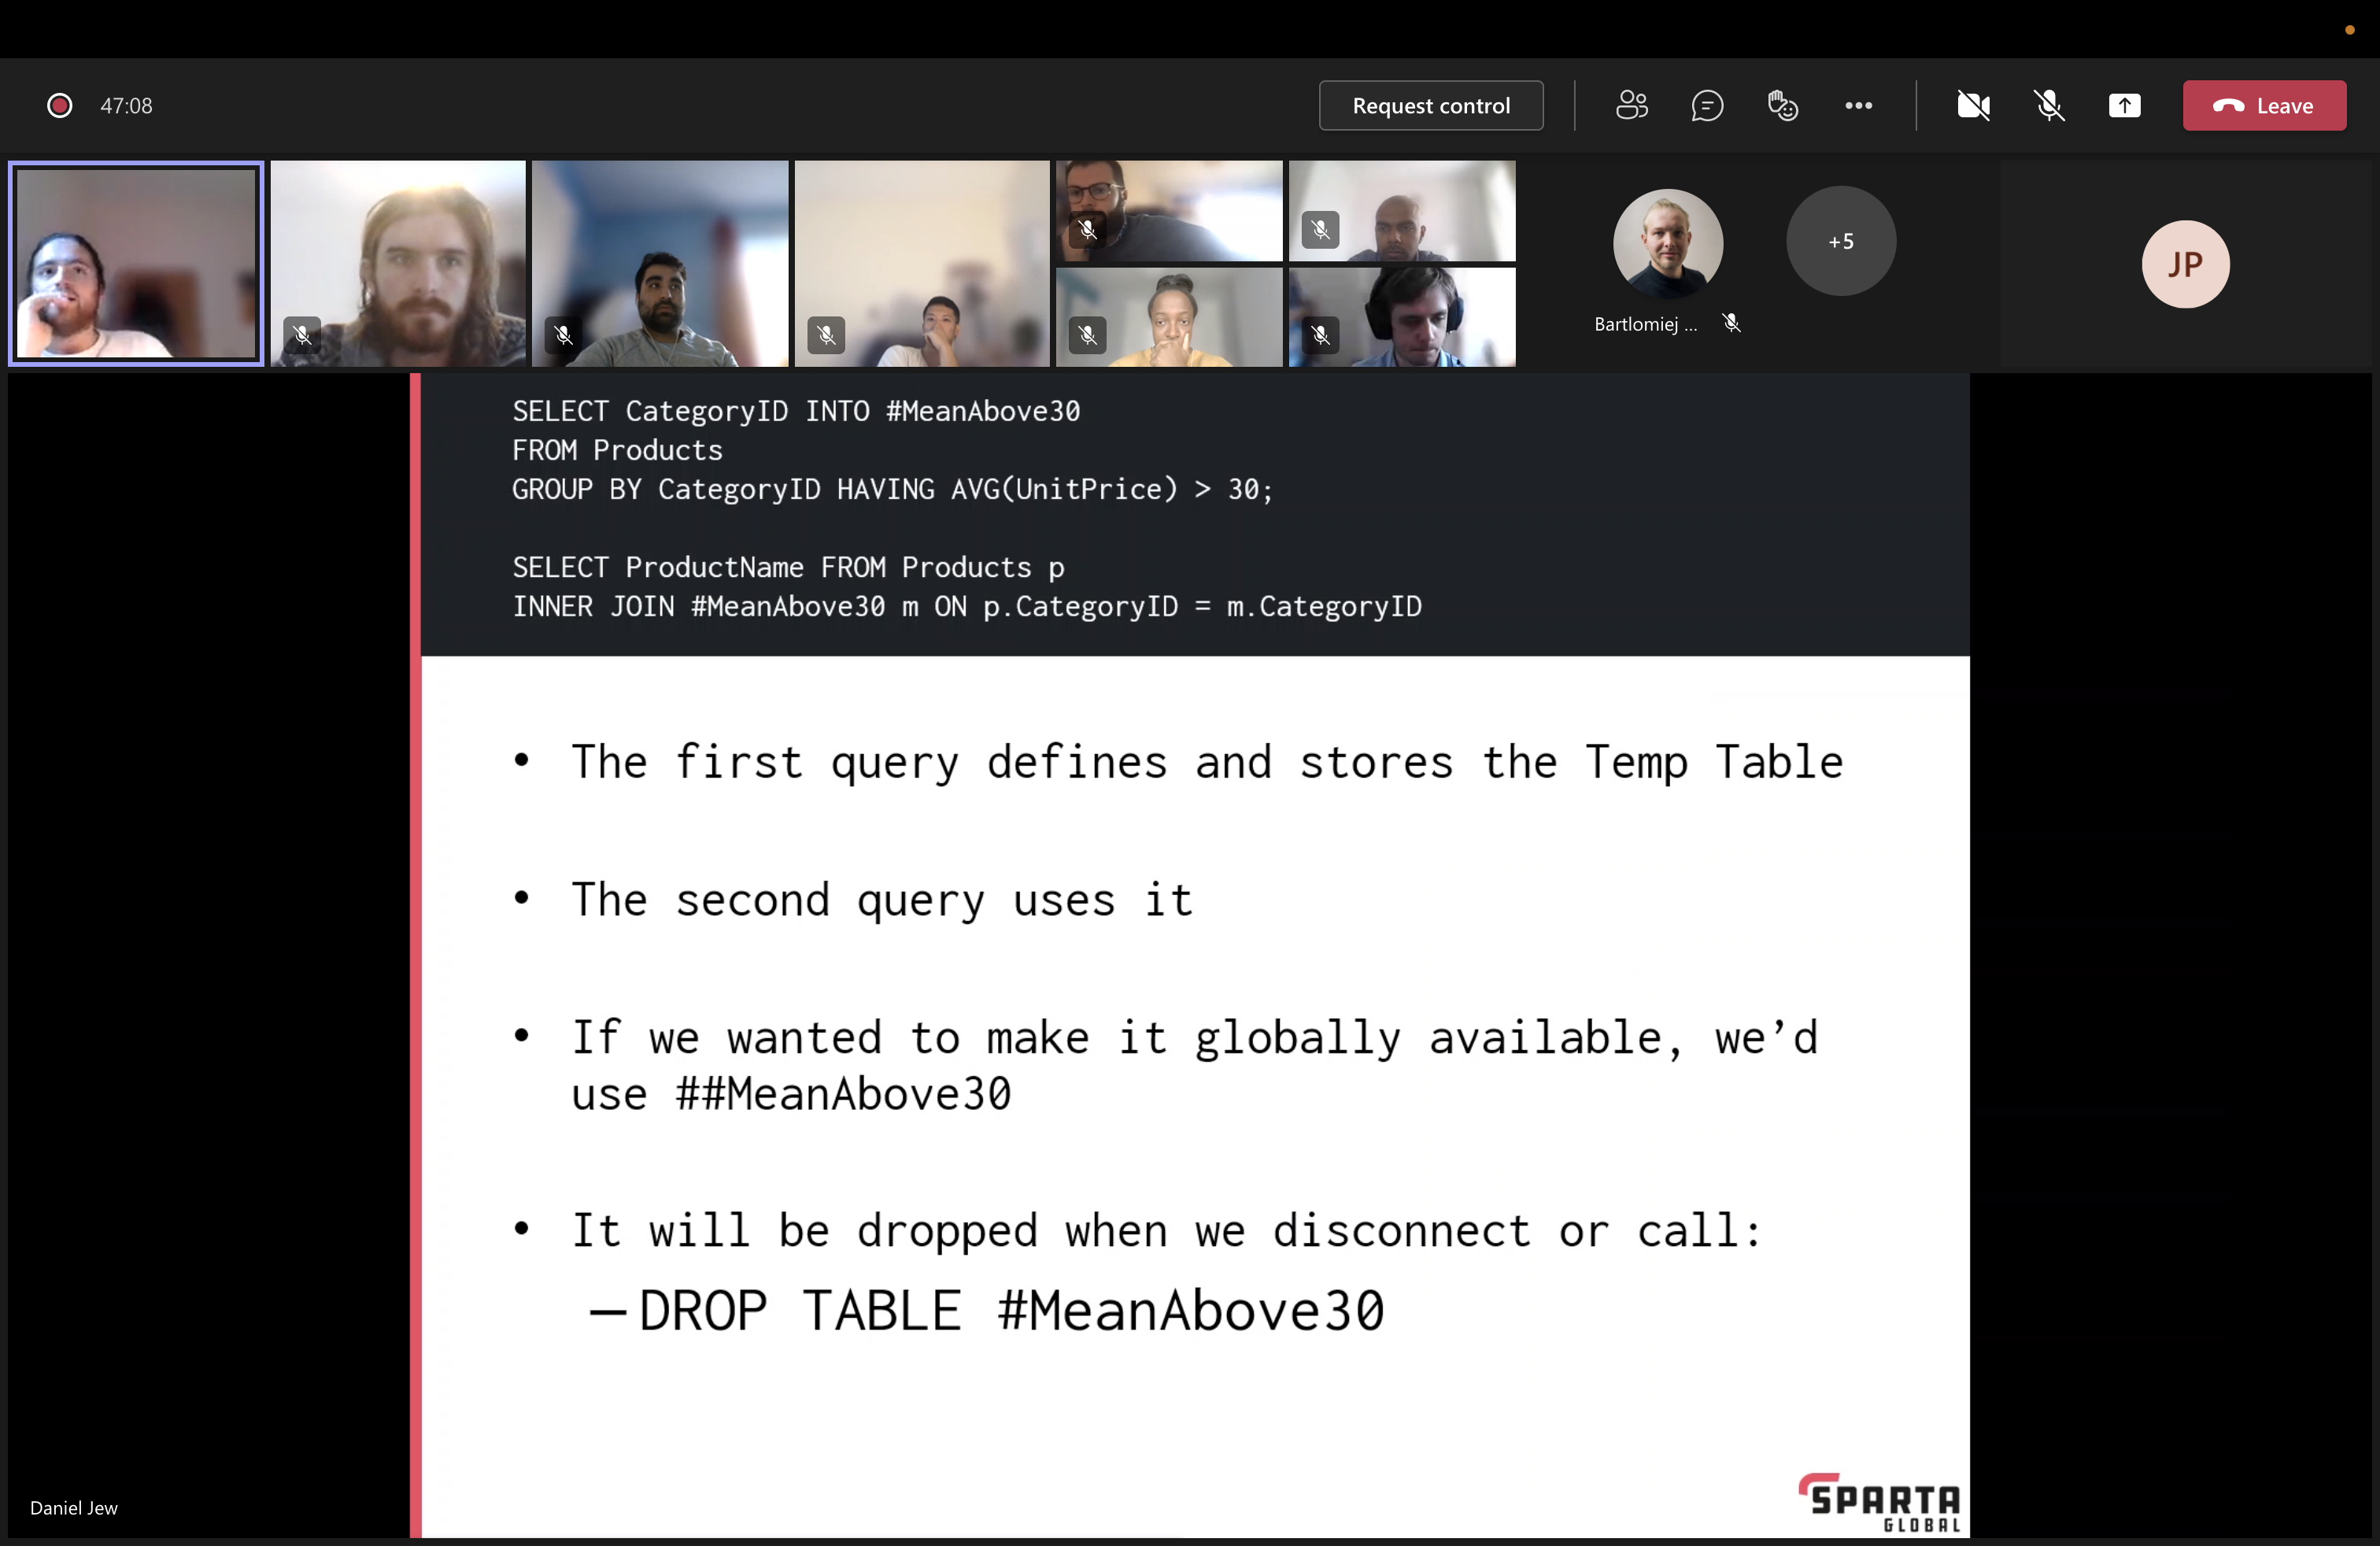 47:08
Request control
Leave
+5
JP
Bartlomiej ...
SELECT CategoryID INTO #MeanAbove30
FROM Products
GROUP BY CategoryID HAVING AVG(UnitPrice) > 30;
SELECT ProductName FROM Products p
INNER JOIN #MeanAbove30 m ON p.CategoryID = m.CategoryID
• The first query defines and stores the Temp Table
• The second query uses it
• If we wanted to make it globally available, we’d
use ##MeanAbove30
• It will be dropped when we disconnect or call:
–DROP TABLE #MeanAbove30
Daniel Jew
SPARTA
GLOBAL